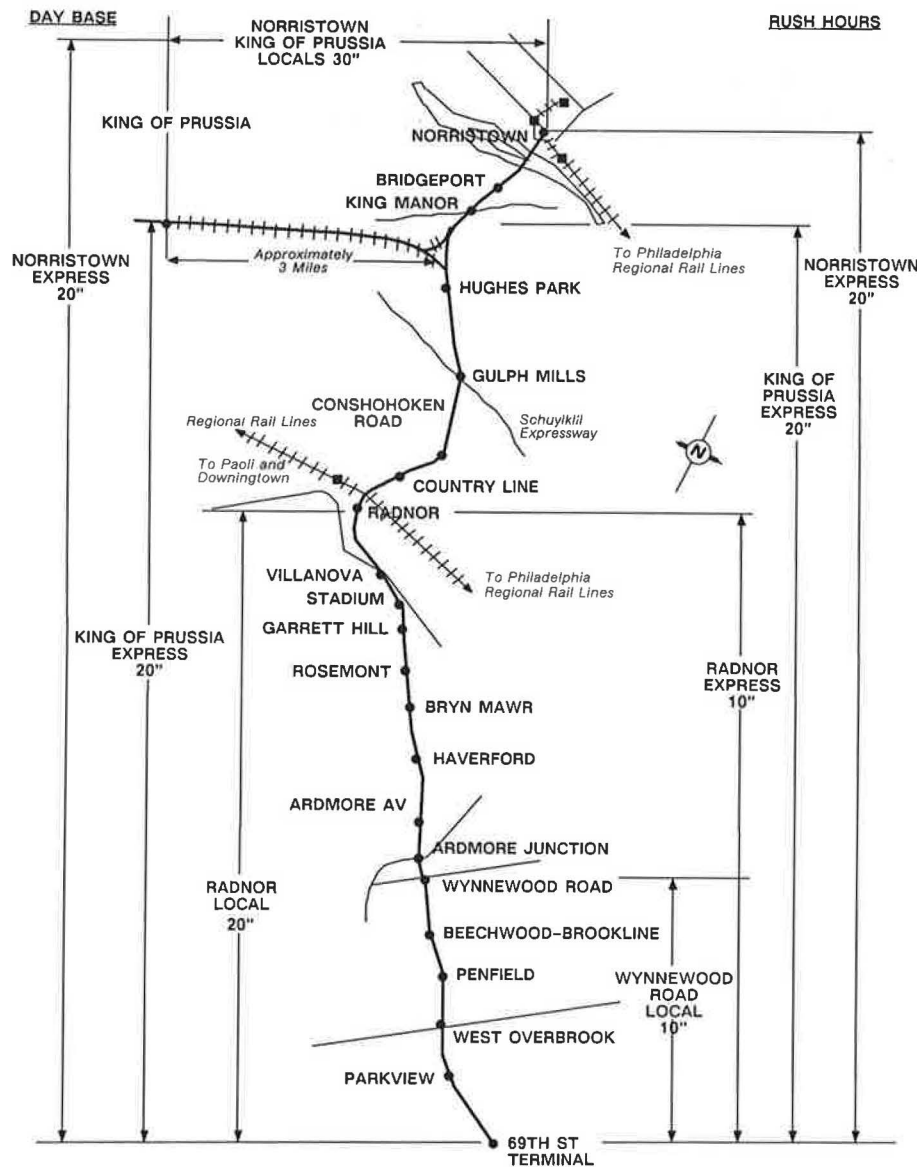 DAY BASE
RUSH HOURS
NORRISTOWN
KING OF PRUSSIA
LOCALS 30"
KING OF PRUSSIA
NORRISTOWN
BRIDGEPORT
KING MANOR
Approximately
3 Miles
To Philadelphia
Regional Rail Lines
NORRISTOWN
EXPRESS
20"
NORRISTOWN
EXPRESS
20"
HUGHES PARK
GULPH MILLS
KING OF
PRUSSIA
EXPRESS
20"
CONSHOHOKEN
ROAD
Schuylkill
Expressway
Regional Rail Lines
To Paoli and
Downingtown
N
COUNTRY LINE
RADNOR
VILLANOVA
To Philadelphia
Regional Rail Lines
STADIUM
GARRETT HILL
KING OF PRUSSIA
EXPRESS
20"
ROSEMONT
RADNOR
EXPRESS
10"
BRYN MAWR
HAVERFORD
ARDMORE AV
ARDMORE JUNCTION
WYNNEWOOD ROAD
RADNOR
LOCAL
20"
BEECHWOOD-BROOKLINE
PENFIELD
WYNNEWOOD
ROAD
LOCAL
10"
WEST OVERBROOK
PARKVIEW
69TH ST
TERMINAL